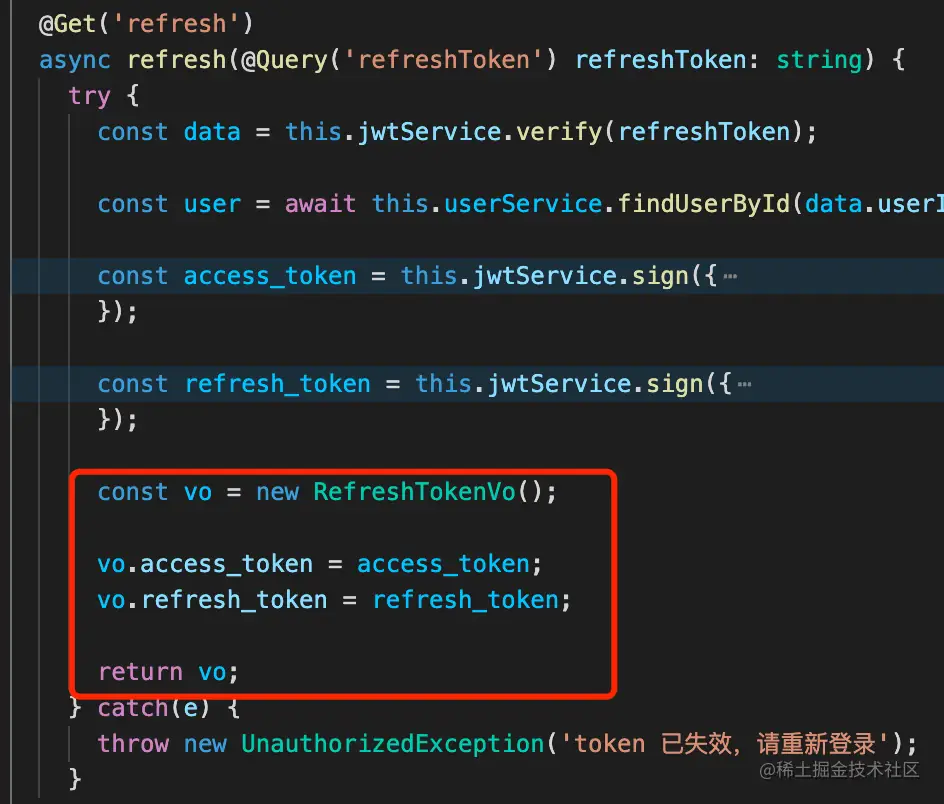 @Get('refresh')
async refresh(@Query('refreshToken') refreshToken: string) {
try {
const data = this.jwtService.verify(refreshToken);
const user = await this.userService.findUserById(data.userI
const access_token = this.jwtService.sign({⋯
});
const refresh_token = this.jwtService.sign({⋯
});
const vo = new RefreshTokenVo();
vo.access_token = access_token;
vo.refresh_token = refresh_token;
return vo;
} catch(e) {
throw new UnauthorizedException('token 已失效，请重新登录');
}
@稀土掘金技术社区